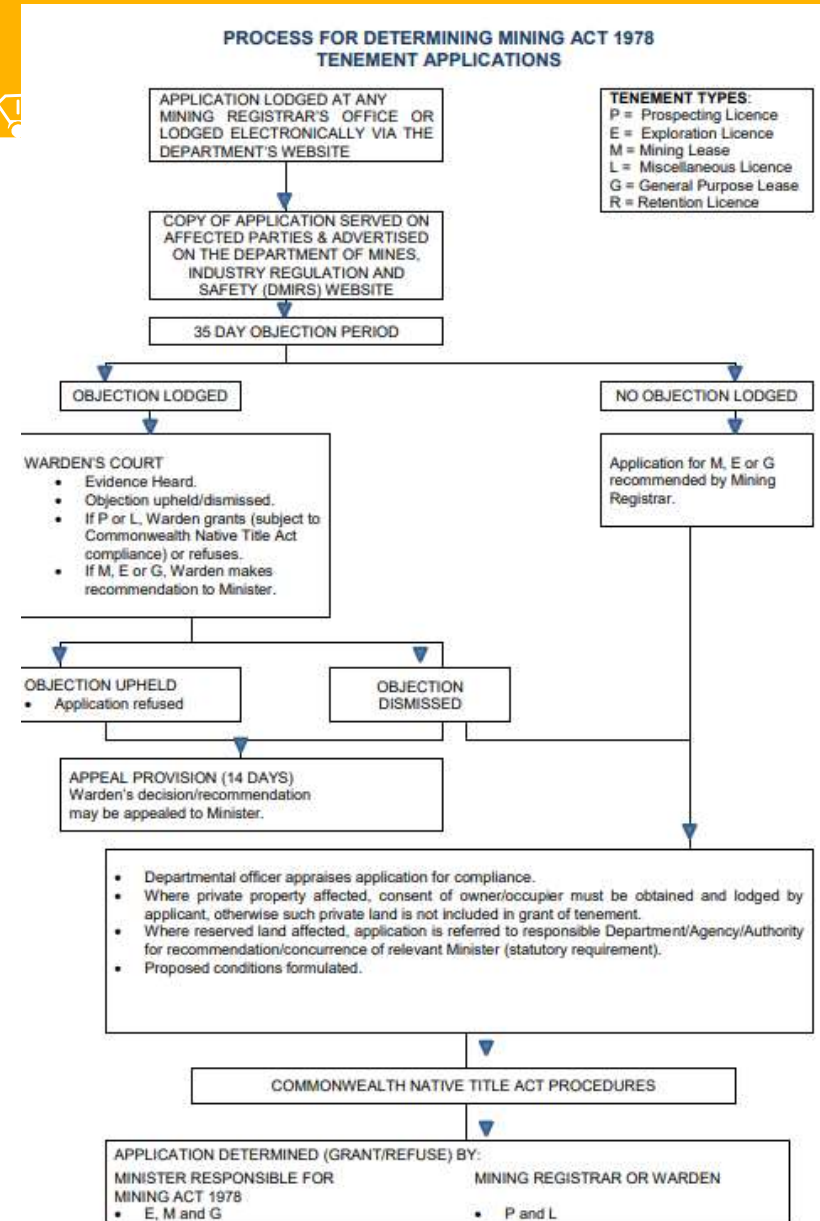 PROCESS FOR DETERMINING MINING ACT 1978
TENEMENT APPLICATIONS
APPLICATION LODGED AT ANY
MINING REGISTRAR'S OFFICE OR
LODGED ELECTRONICALLY VIA THE
DEPARTMENT'S WEBSITE
TENEMENT TYPES:
P = Prospecting Licence
E = Exploration Licence
M = Mining Lease
L = Miscellaneous Licence
G = General Purpose Lease
R = Retention Licence
COPY OF APPLICATION SERVED ON
AFFECTED PARTIES & ADVERTISED
ON THE DEPARTMENT OF MINES,
INDUSTRY REGULATION AND
SAFETY (DMIRS) WEBSITE
35 DAY OBJECTION PERIOD
OBJECTION LODGED
NO OBJECTION LODGED
WARDEN'S COURT
• Evidence Heard.
• Objection upheld/dismissed.
• If P or L, Warden grants (subject to
Commonwealth Native Title Act
compliance) or refuses.
• If M, E or G, Warden makes
recommendation to Minister.
Application for M, E or G
recommended by Mining
Registrar.
OBJECTION UPHELD
• Application refused
OBJECTION
DISMISSED
APPEAL PROVISION (14 DAYS)
Warden's decision/recommendation
may be appealed to Minister.
• Departmental officer appraises application for compliance.
• Where private property affected, consent of owner/occupier must be obtained and lodged by
applicant, otherwise such private land is not included in grant of tenement.
• Where reserved land affected, application is referred to responsible Department/Agency/Authority
for recommendation/concurrence of relevant Minister (statutory requirement).
• Proposed conditions formulated.
COMMONWEALTH NATIVE TITLE ACT PROCEDURES
APPLICATION DETERMINED (GRANT/REFUSE) BY:
MINISTER RESPONSIBLE FOR
MINING ACT 1978
• E, M and G
MINING REGISTRAR OR WARDEN
• P and L